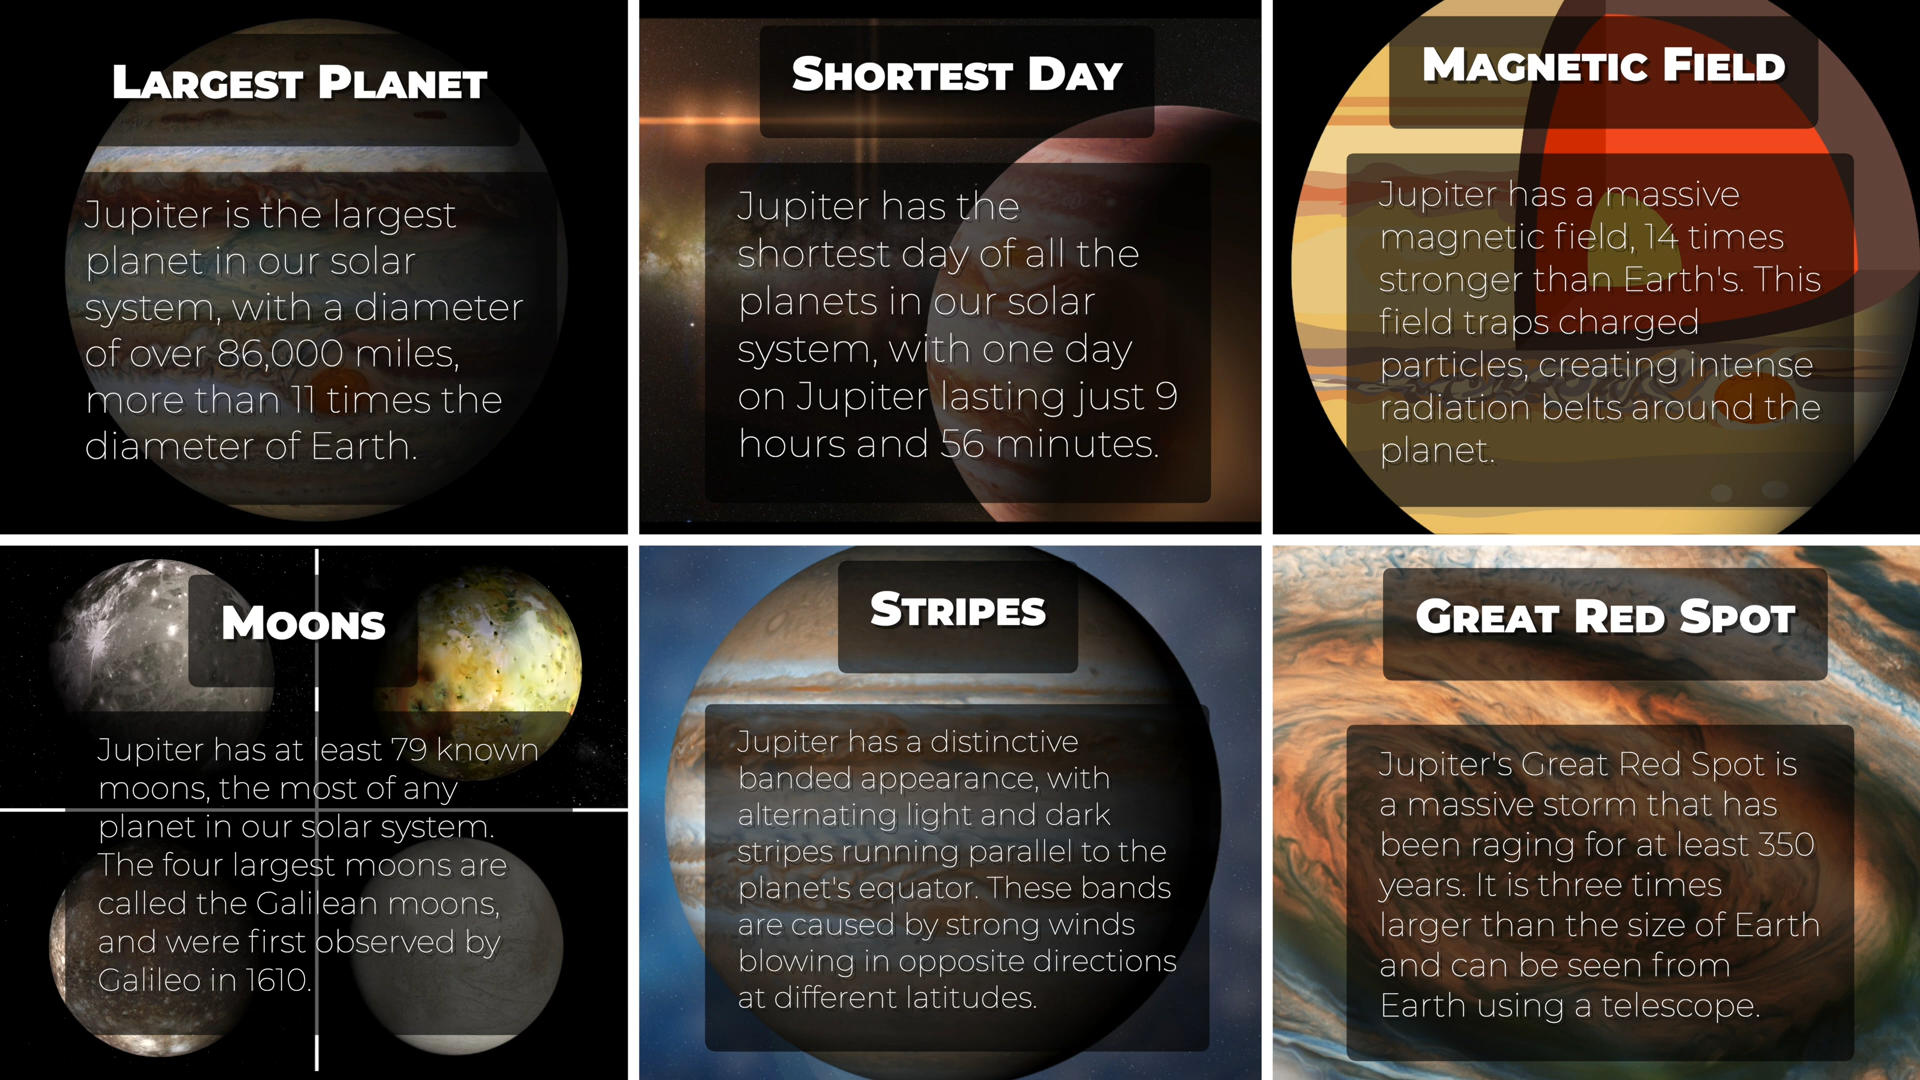 LARGEST PLANET
Jupiter is the largest
planet in our solar
system, with a diameter
of over 86,000 miles,
more than 11 times the
diameter of Earth.
SHORTEST DAY
Jupiter has the
shortest day of all the
planets in our solar
system, with one day
on Jupiter lasting just 9
hours and 56 minutes.
MAGNETIC FIELD
Jupiter has a massive
magnetic field, 14 times
stronger than Earth's. This
field traps charged
particles, creating intense
radiation belts around the
planet.
MOONS
Jupiter has at least 79 known
moons, the most of any
planet in our solar system.
The four largest moons are
called the Galilean moons,
and were first observed by
Galileo in 1610.
STRIPES
Jupiter has a distinctive
banded appearance, with
alternating light and dark
stripes running parallel to the
planet's equator. These bands
are caused by strong winds
blowing in opposite directions
at different latitudes.
GREAT RED SPOT
Jupiter's Great Red Spot is
a massive storm that has
been raging for at least 350
years. It is three times
larger than the size of Earth
and can be seen from
Earth using a telescope.